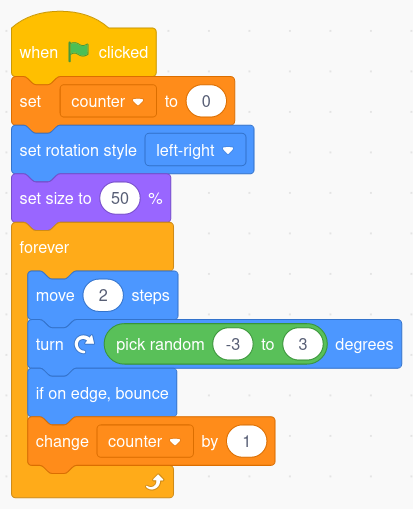 when clicked
set counter to 0
set rotation style left-right
set size to 50 %
forever
move 2 steps
turn pick random -3 to 3 degrees
if on edge, bounce
change counter by 1